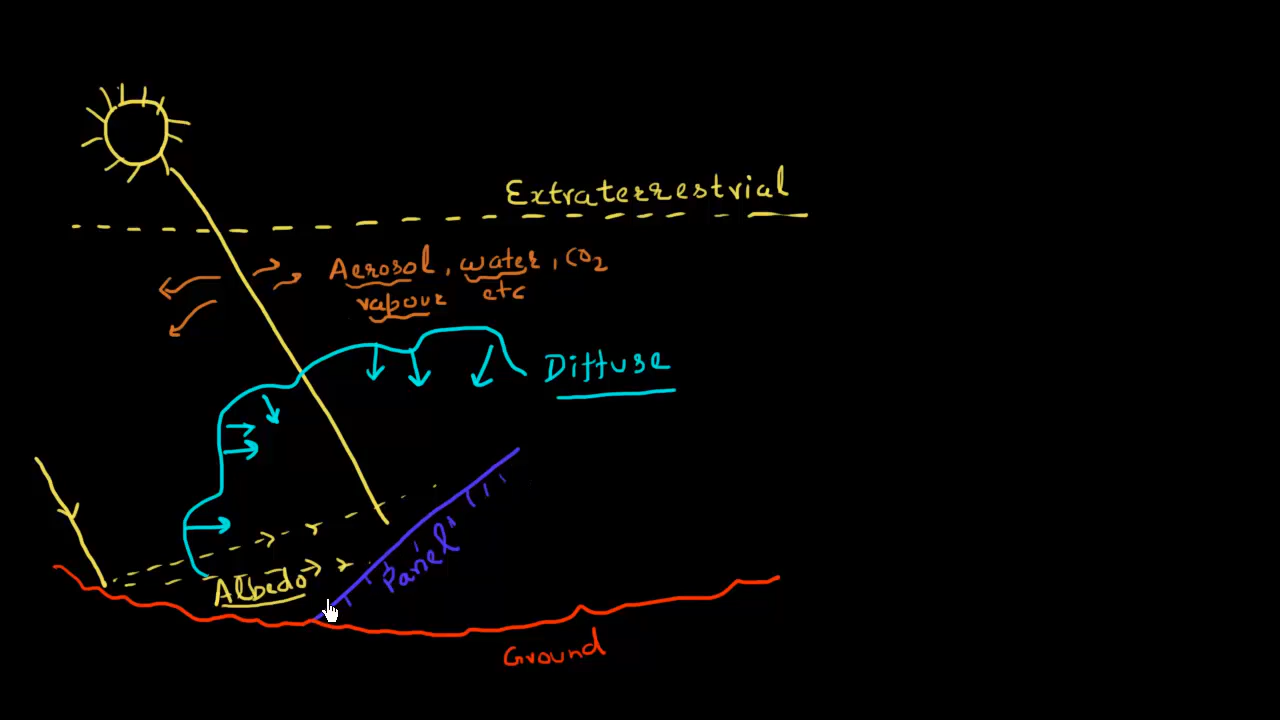 Extraterrestrial
Aerosol, water, CO2
vapour etc
Diffuse
Panel
Albedo
Ground